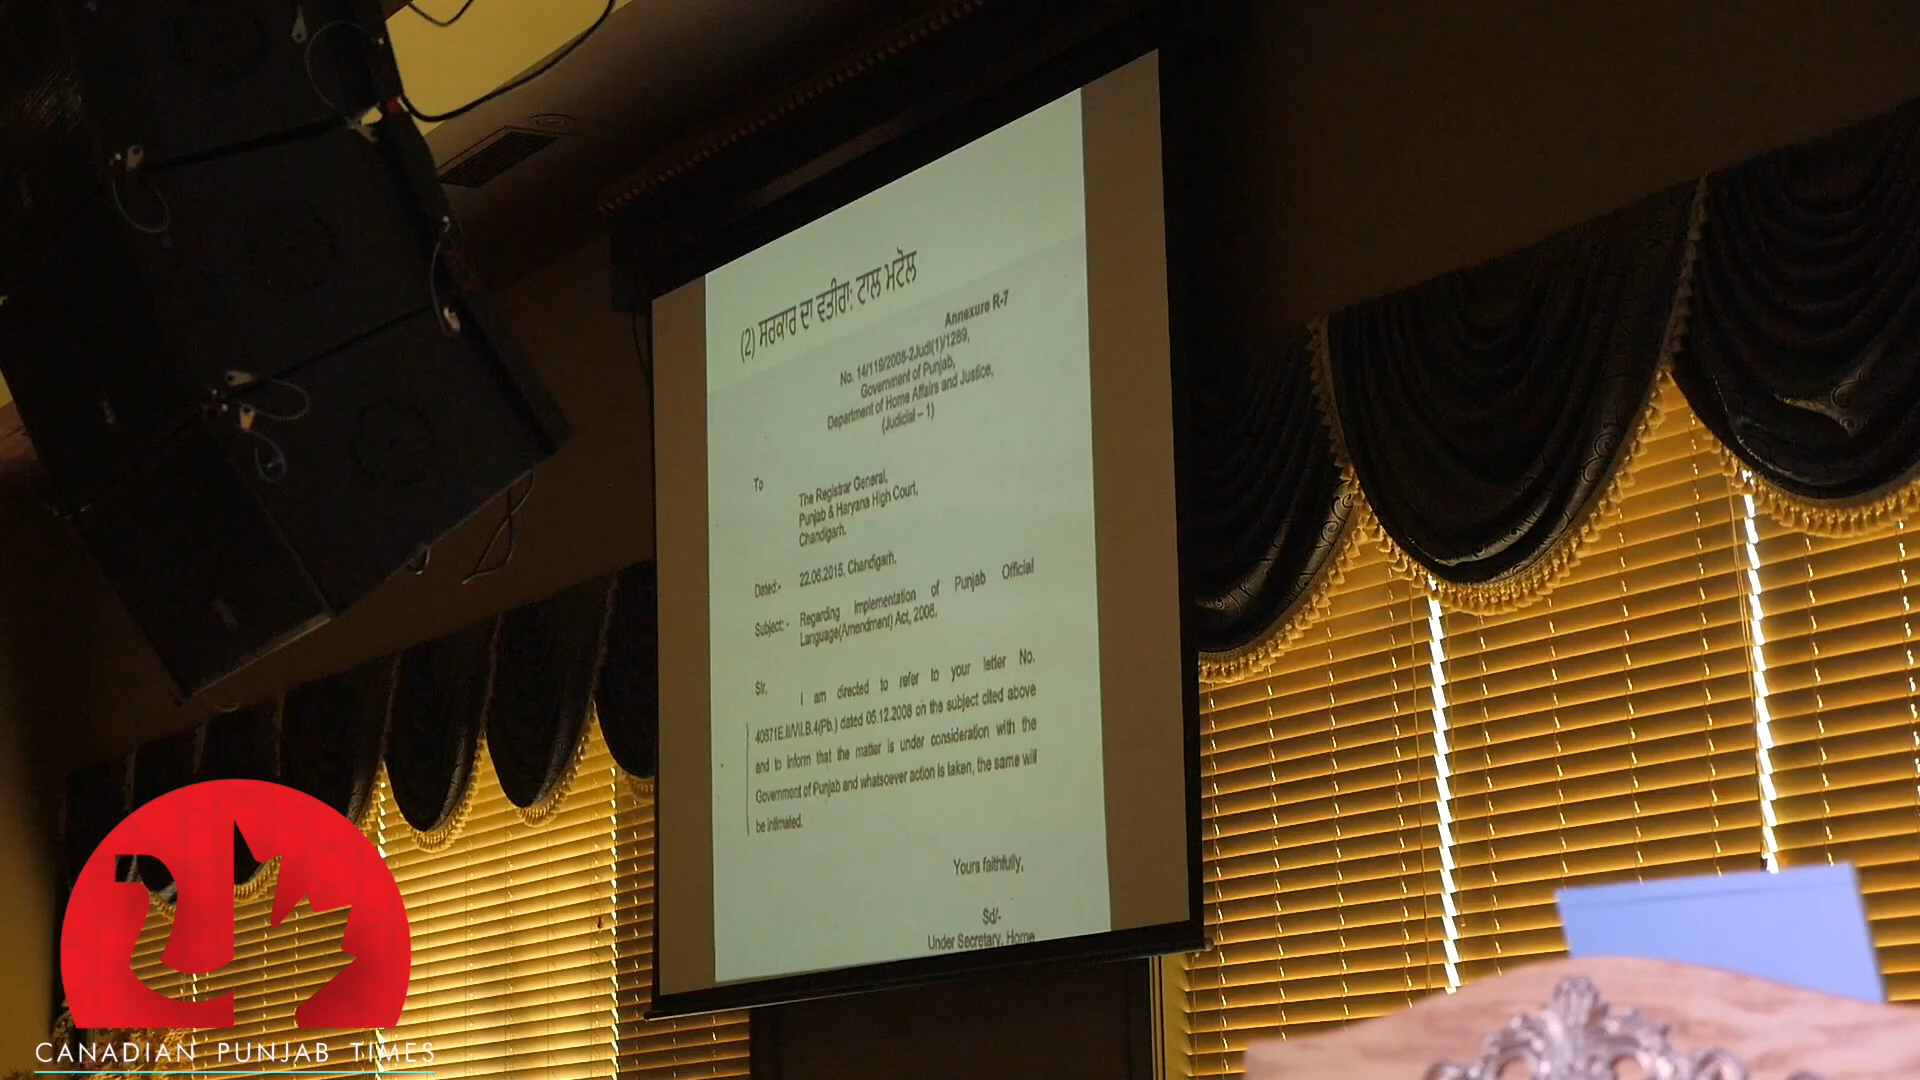 (2) ਸਰਕਾਰ ਦਾ ਵਤੀਰਾ: ਟਾਲ ਮਟੋਲ
Annexure R-7
No. 14/119/2008-2Judl(1)/1289,
Government of Punjab,
Department of Home Affairs and Justice,
(Judicial – 1)
To
The Registrar General,
Punjab & Haryana High Court,
Chandigarh.
Dated:- 22.06.2015, Chandigarh.
Subject:- Regarding implementation of Punjab Official
Language(Amendment) Act, 2008.
Sir,
I am directed to refer to your letter No.
dated 05.12.2008 on the subject cited above
and to inform that the matter is under consideration with the
Government of Punjab and whatsoever action is taken, the same will
be intimated.
Yours faithfully,
Sd/-
Under Secretary, Home
CANADIAN PUNJAB TIMES